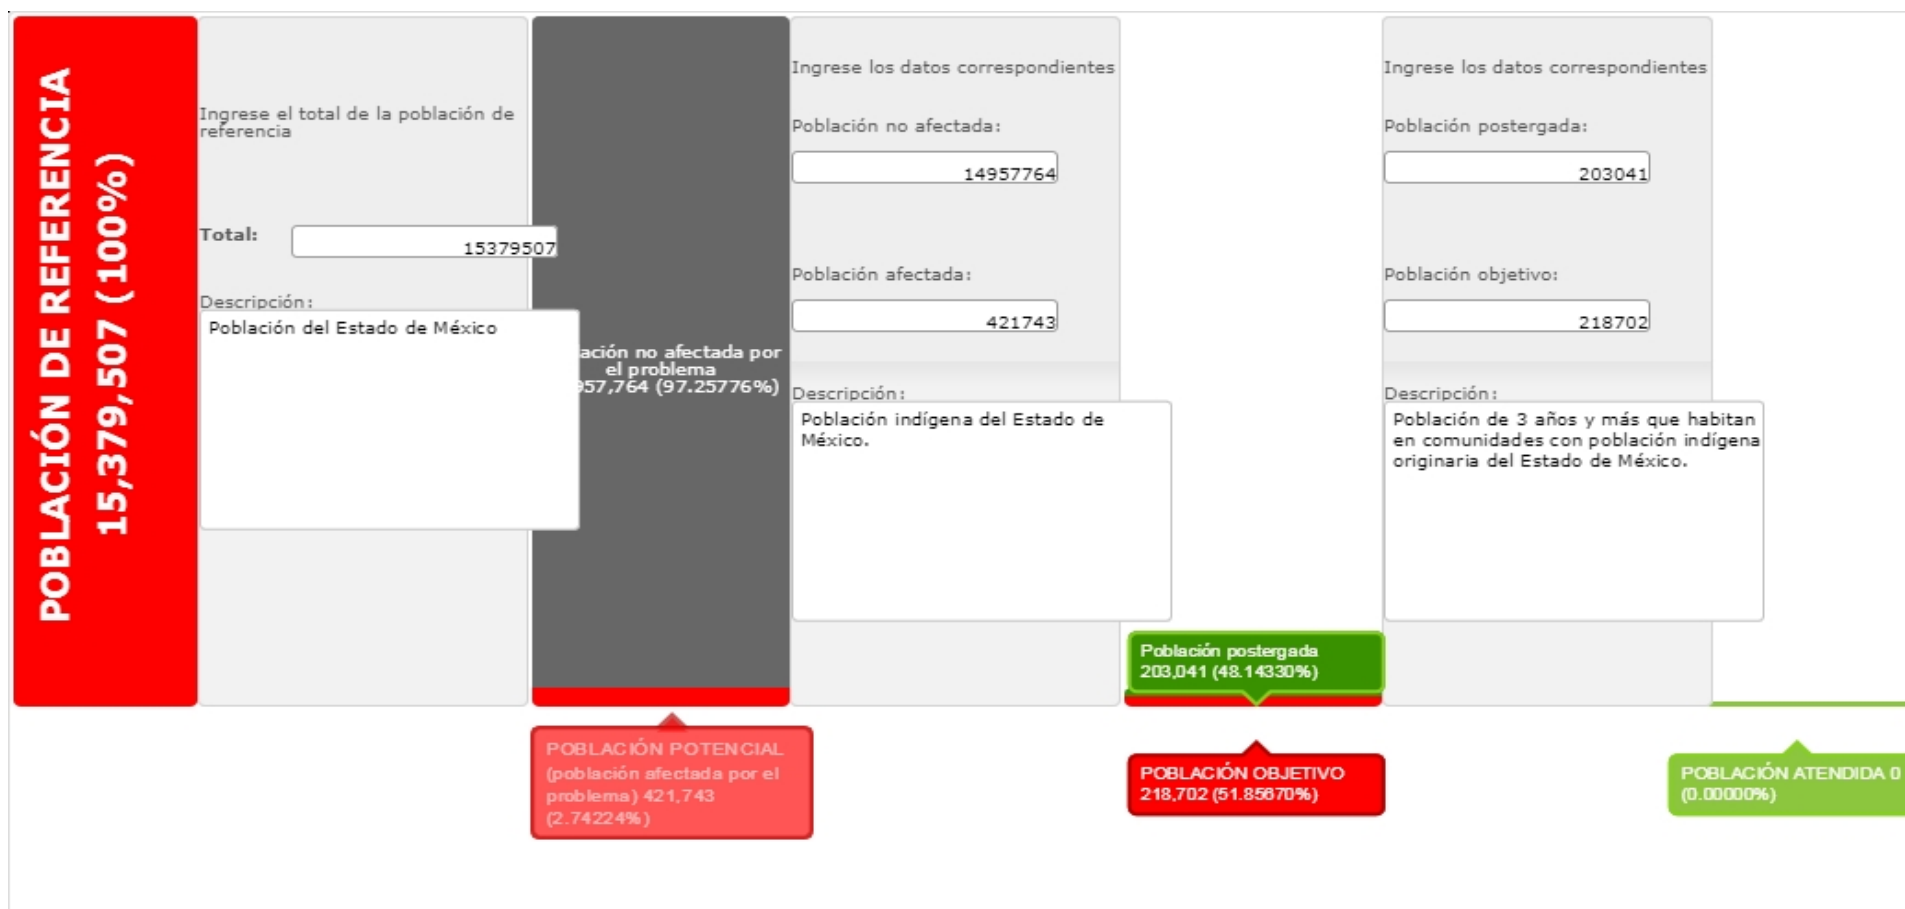 POBLACIÓN DE REFERENCIA
15,379,507 (100%)
Ingrese el total de la población de
referencia
Total:
15379507
Descripción:
Población del Estado de México
no afectada por
el problema
(97.25776%)
Ingrese los datos correspondientes
Población no afectada:
14957764
Población afectada:
421743
Descripción:
Población indígena del Estado de
México.
Ingrese los datos correspondientes
Población postergada:
203041
Población objetivo:
218702
Descripción:
Población de 3 años y más que habitan
en comunidades con población indígena
originaria del Estado de México.
Población postergada
203,041 (48.14330%)
POBLACIÓN POTENCIAL
(población afectada por el
problema) 421,743
(2.74224%)
POBLACIÓN OBJETIVO
218,702 (51.85670%)
POBLACIÓN ATENDIDA 0
(0.00000%)